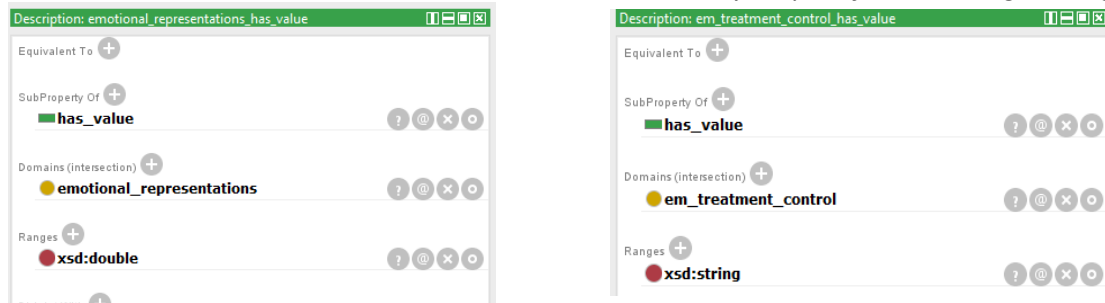 Description: emotional_representations_has_value
Equivalent To
SubProperty Of
has_value
Domains (intersection)
emotional_representations
Ranges
xsd:double
Description: em_treatment_control_has_value
Equivalent To
SubProperty Of
has_value
Domains (intersection)
em_treatment_control
Ranges
xsd:string